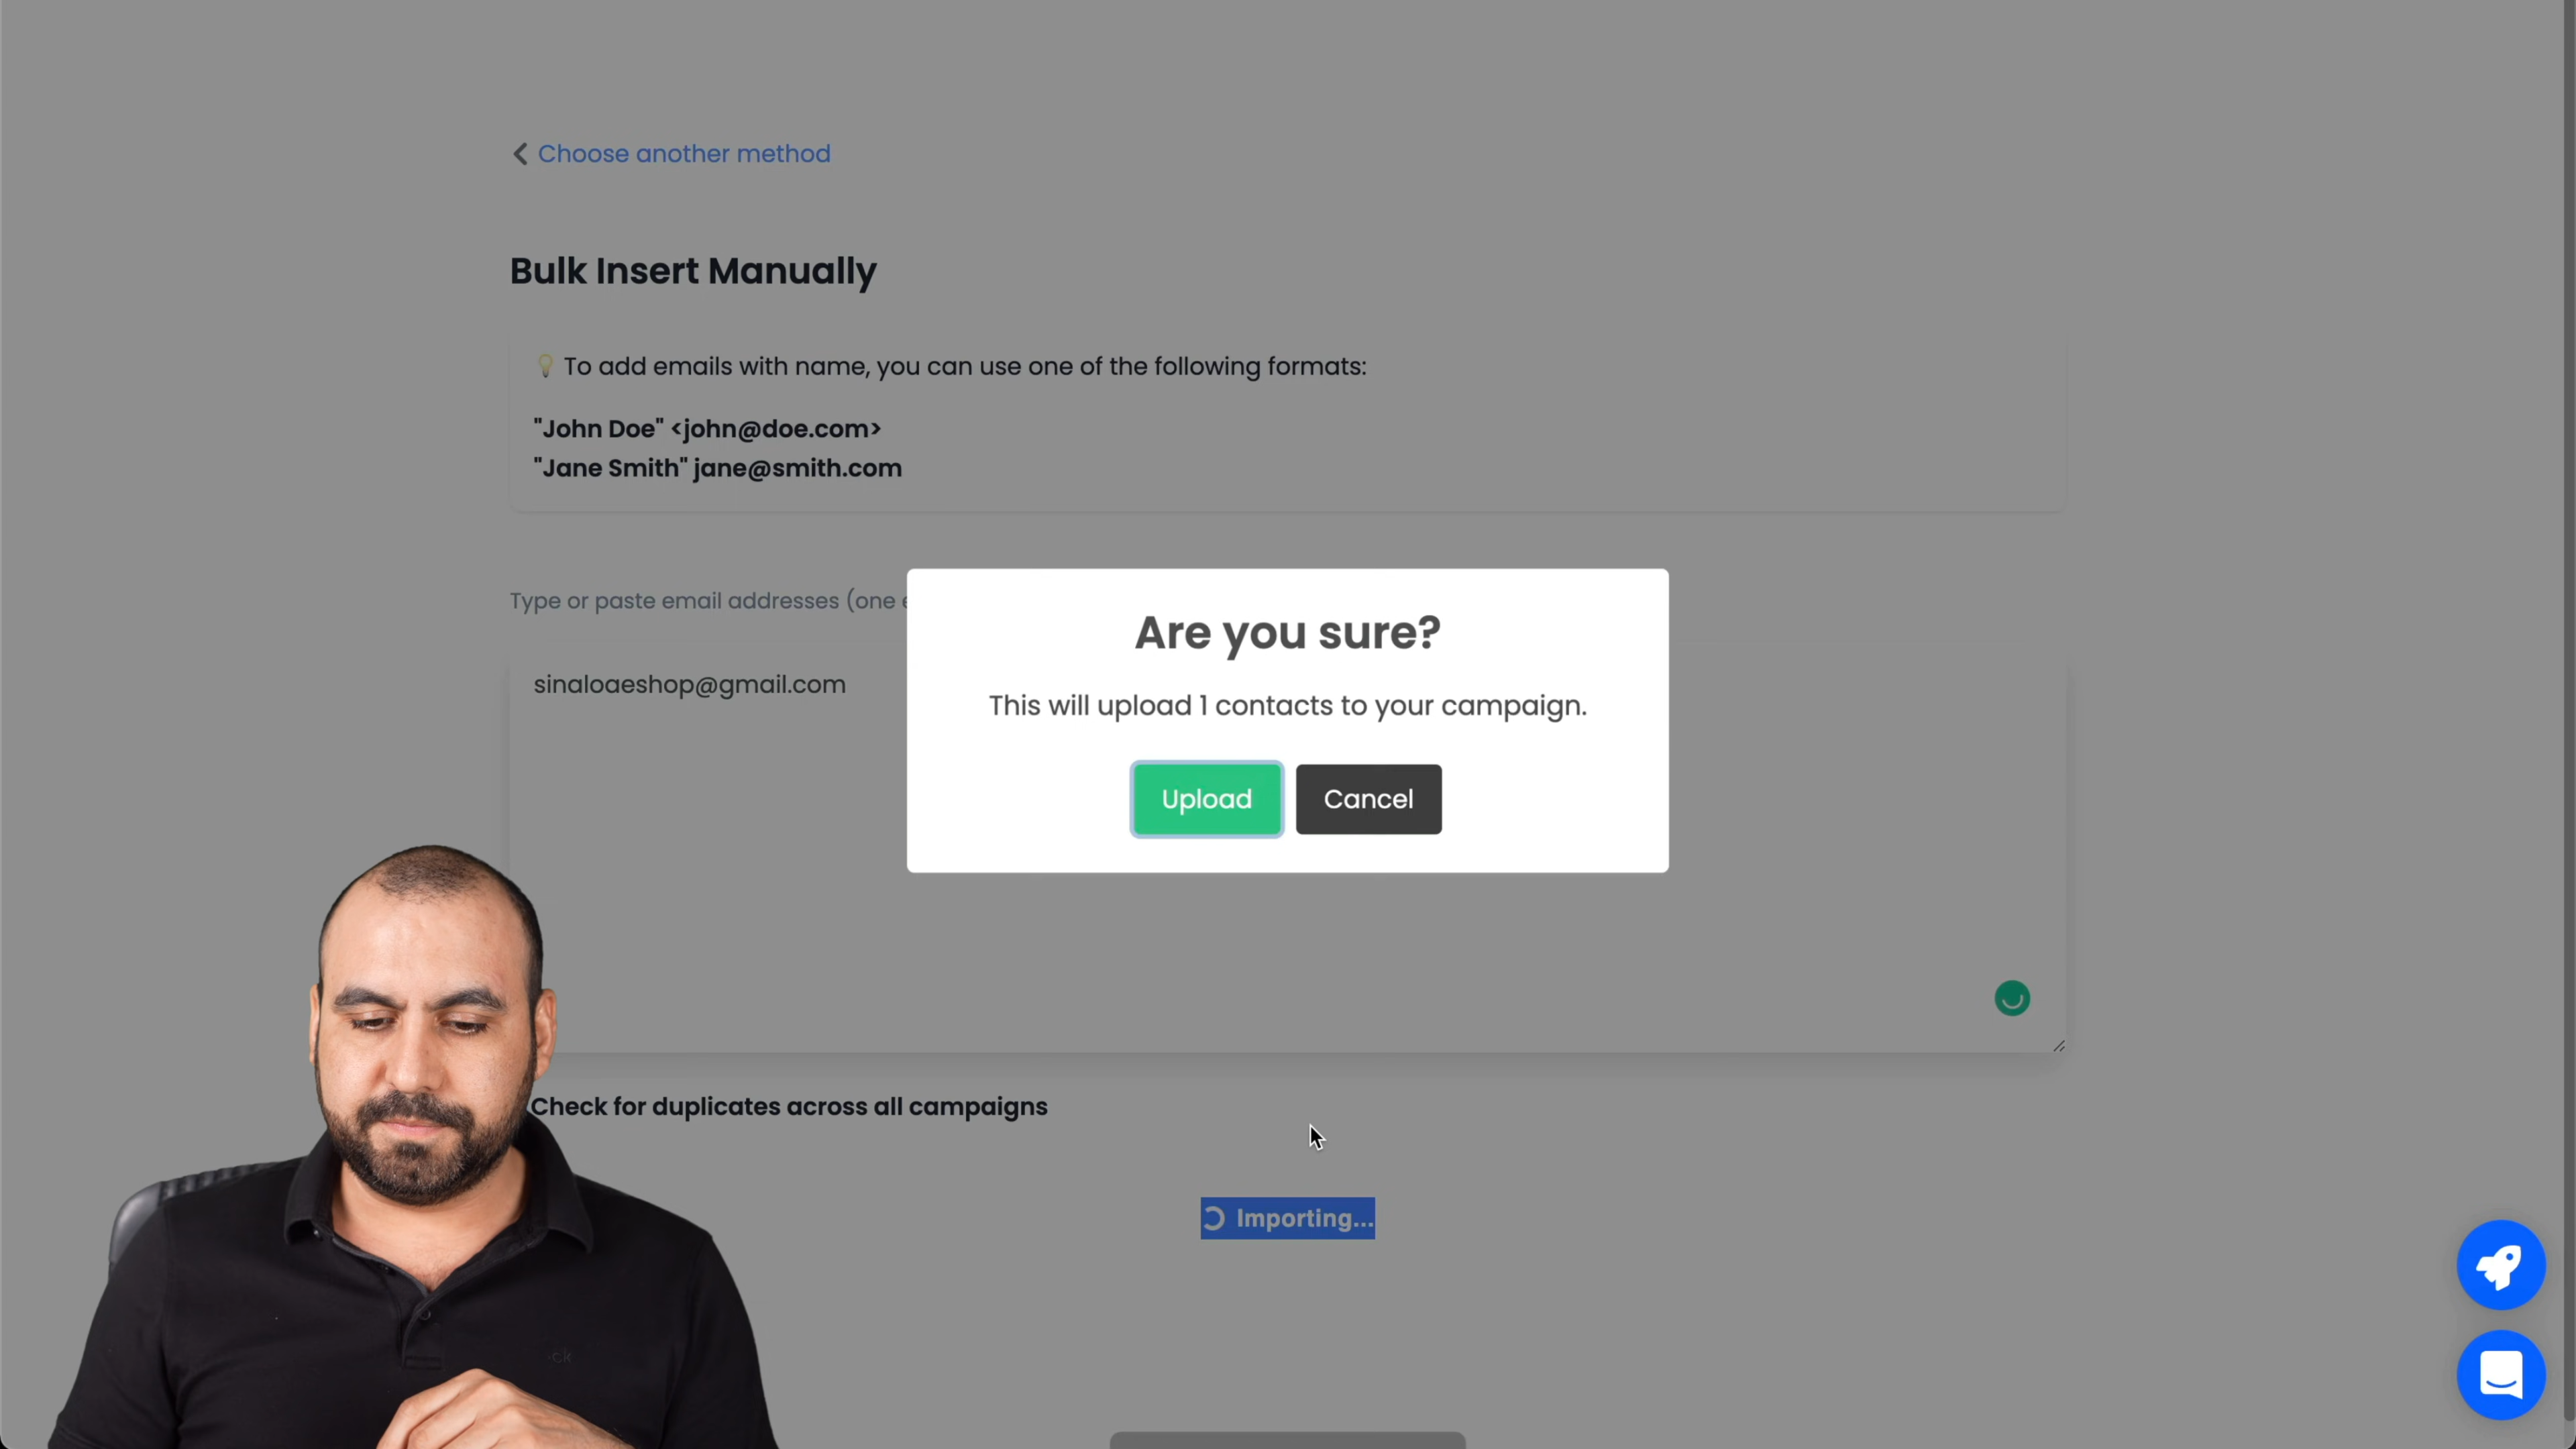 Choose another method
Bulk Insert Manually
To add emails with name, you can use one of the following formats:
"John Doe" <john@doe.com>
"Jane Smith" jane@smith.com
Type or paste email addresses (one
Are you sure?
This will upload 1 contacts to your campaign.
Upload
Cancel
sinaloaeshop@gmail.com
Check for duplicates across all campaigns
Importing...
ck